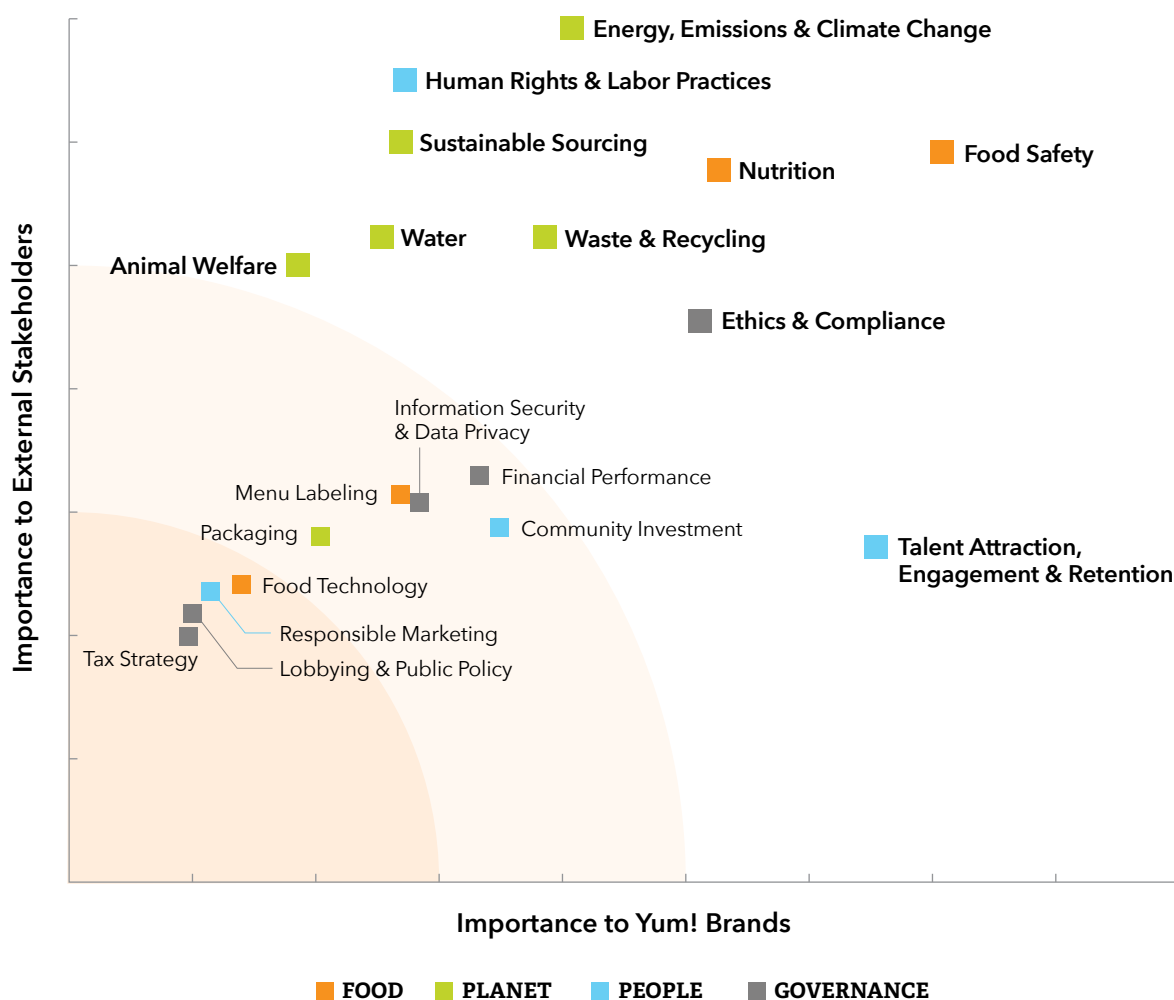 Energy, Emissions & Climate Change
Human Rights & Labor Practices
Sustainable Sourcing
Food Safety
Nutrition
Water
Waste & Recycling
Animal Welfare
Ethics & Compliance
Information Security
& Data Privacy
Financial Performance
Menu Labeling
Community Investment
Packaging
Talent Attraction,
Engagement & Retention
Food Technology
Responsible Marketing
Tax Strategy
Lobbying & Public Policy
Importance to External Stakeholders
Importance to Yum! Brands
FOOD
PLANET
PEOPLE
GOVERNANCE